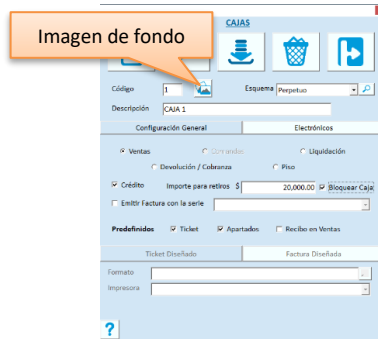 CAJAS
Imagen de fondo
Código 1 Esquema Perpetuo
Descripción CAJA 1
Configuración General Electrónicos
Ventas Comandas Liquidación
Devolución / Cobranza Piso
Crédito Importe para retiros $ 20,000.00 Bloquear Caja
Emitir Factura con la serie
Predefinidos Ticket Apartados Recibo en Ventas
Ticket Diseñado Factura Diseñada
Formato
Impresora
?